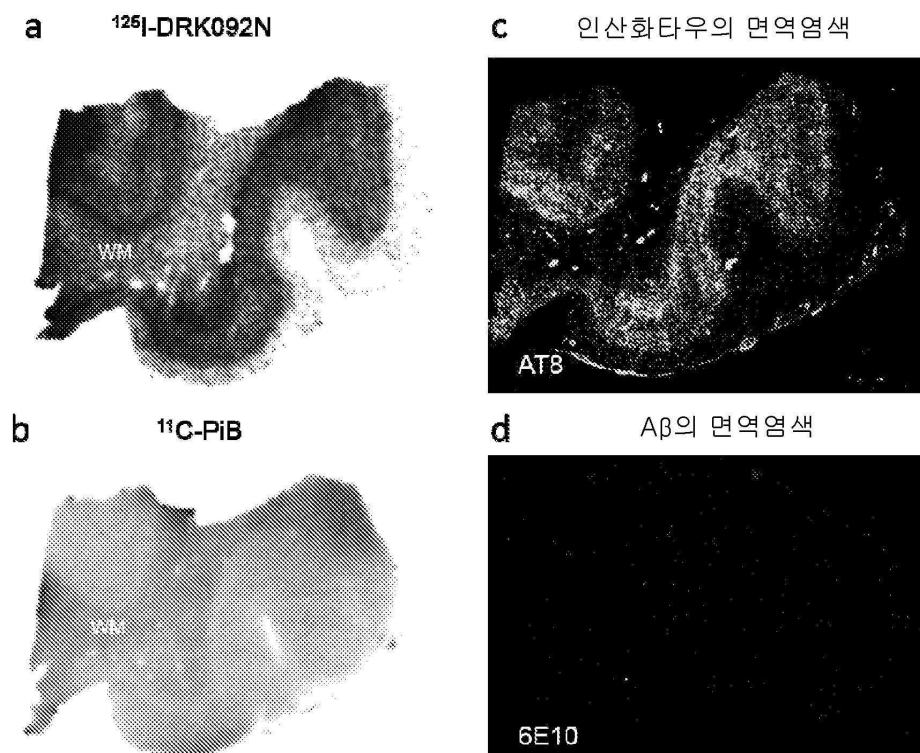 a
¹²⁵I-DRK092N
WM
b
¹¹C-PiB
WM
c
인산화타우의 면역염색
AT8
d
Aβ의 면역염색
6E10